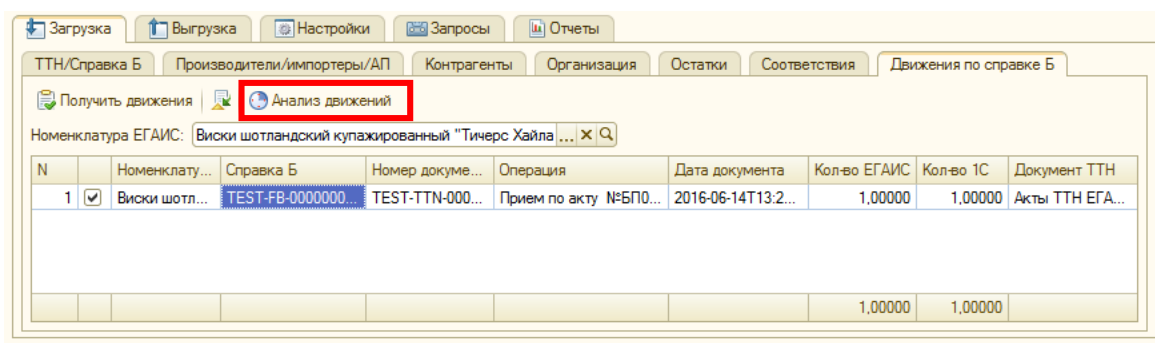 Загрузка Выгрузка Настройки Запросы Отчеты
ТТН/Справка Б Производители/импортеры/АП Контрагенты Организация Остатки Соответствия Движения по справке Б
Получить движения Анализ движений
Номенклатура ЕГАИС: Виски шотландский купажированный "Тичерс Хайла ...
N Номенклату... Справка Б Номер докуме... Операция Дата документа Кол-во ЕГАИС Кол-во 1С Документ ТТН
1 Виски шотл... TEST-FB-0000000... TEST-TTN-000... Прием по акту №БП0... 2016-06-14T13:2... 1,00000 1,00000 Акты ТТН ЕГА...
1,00000 1,00000